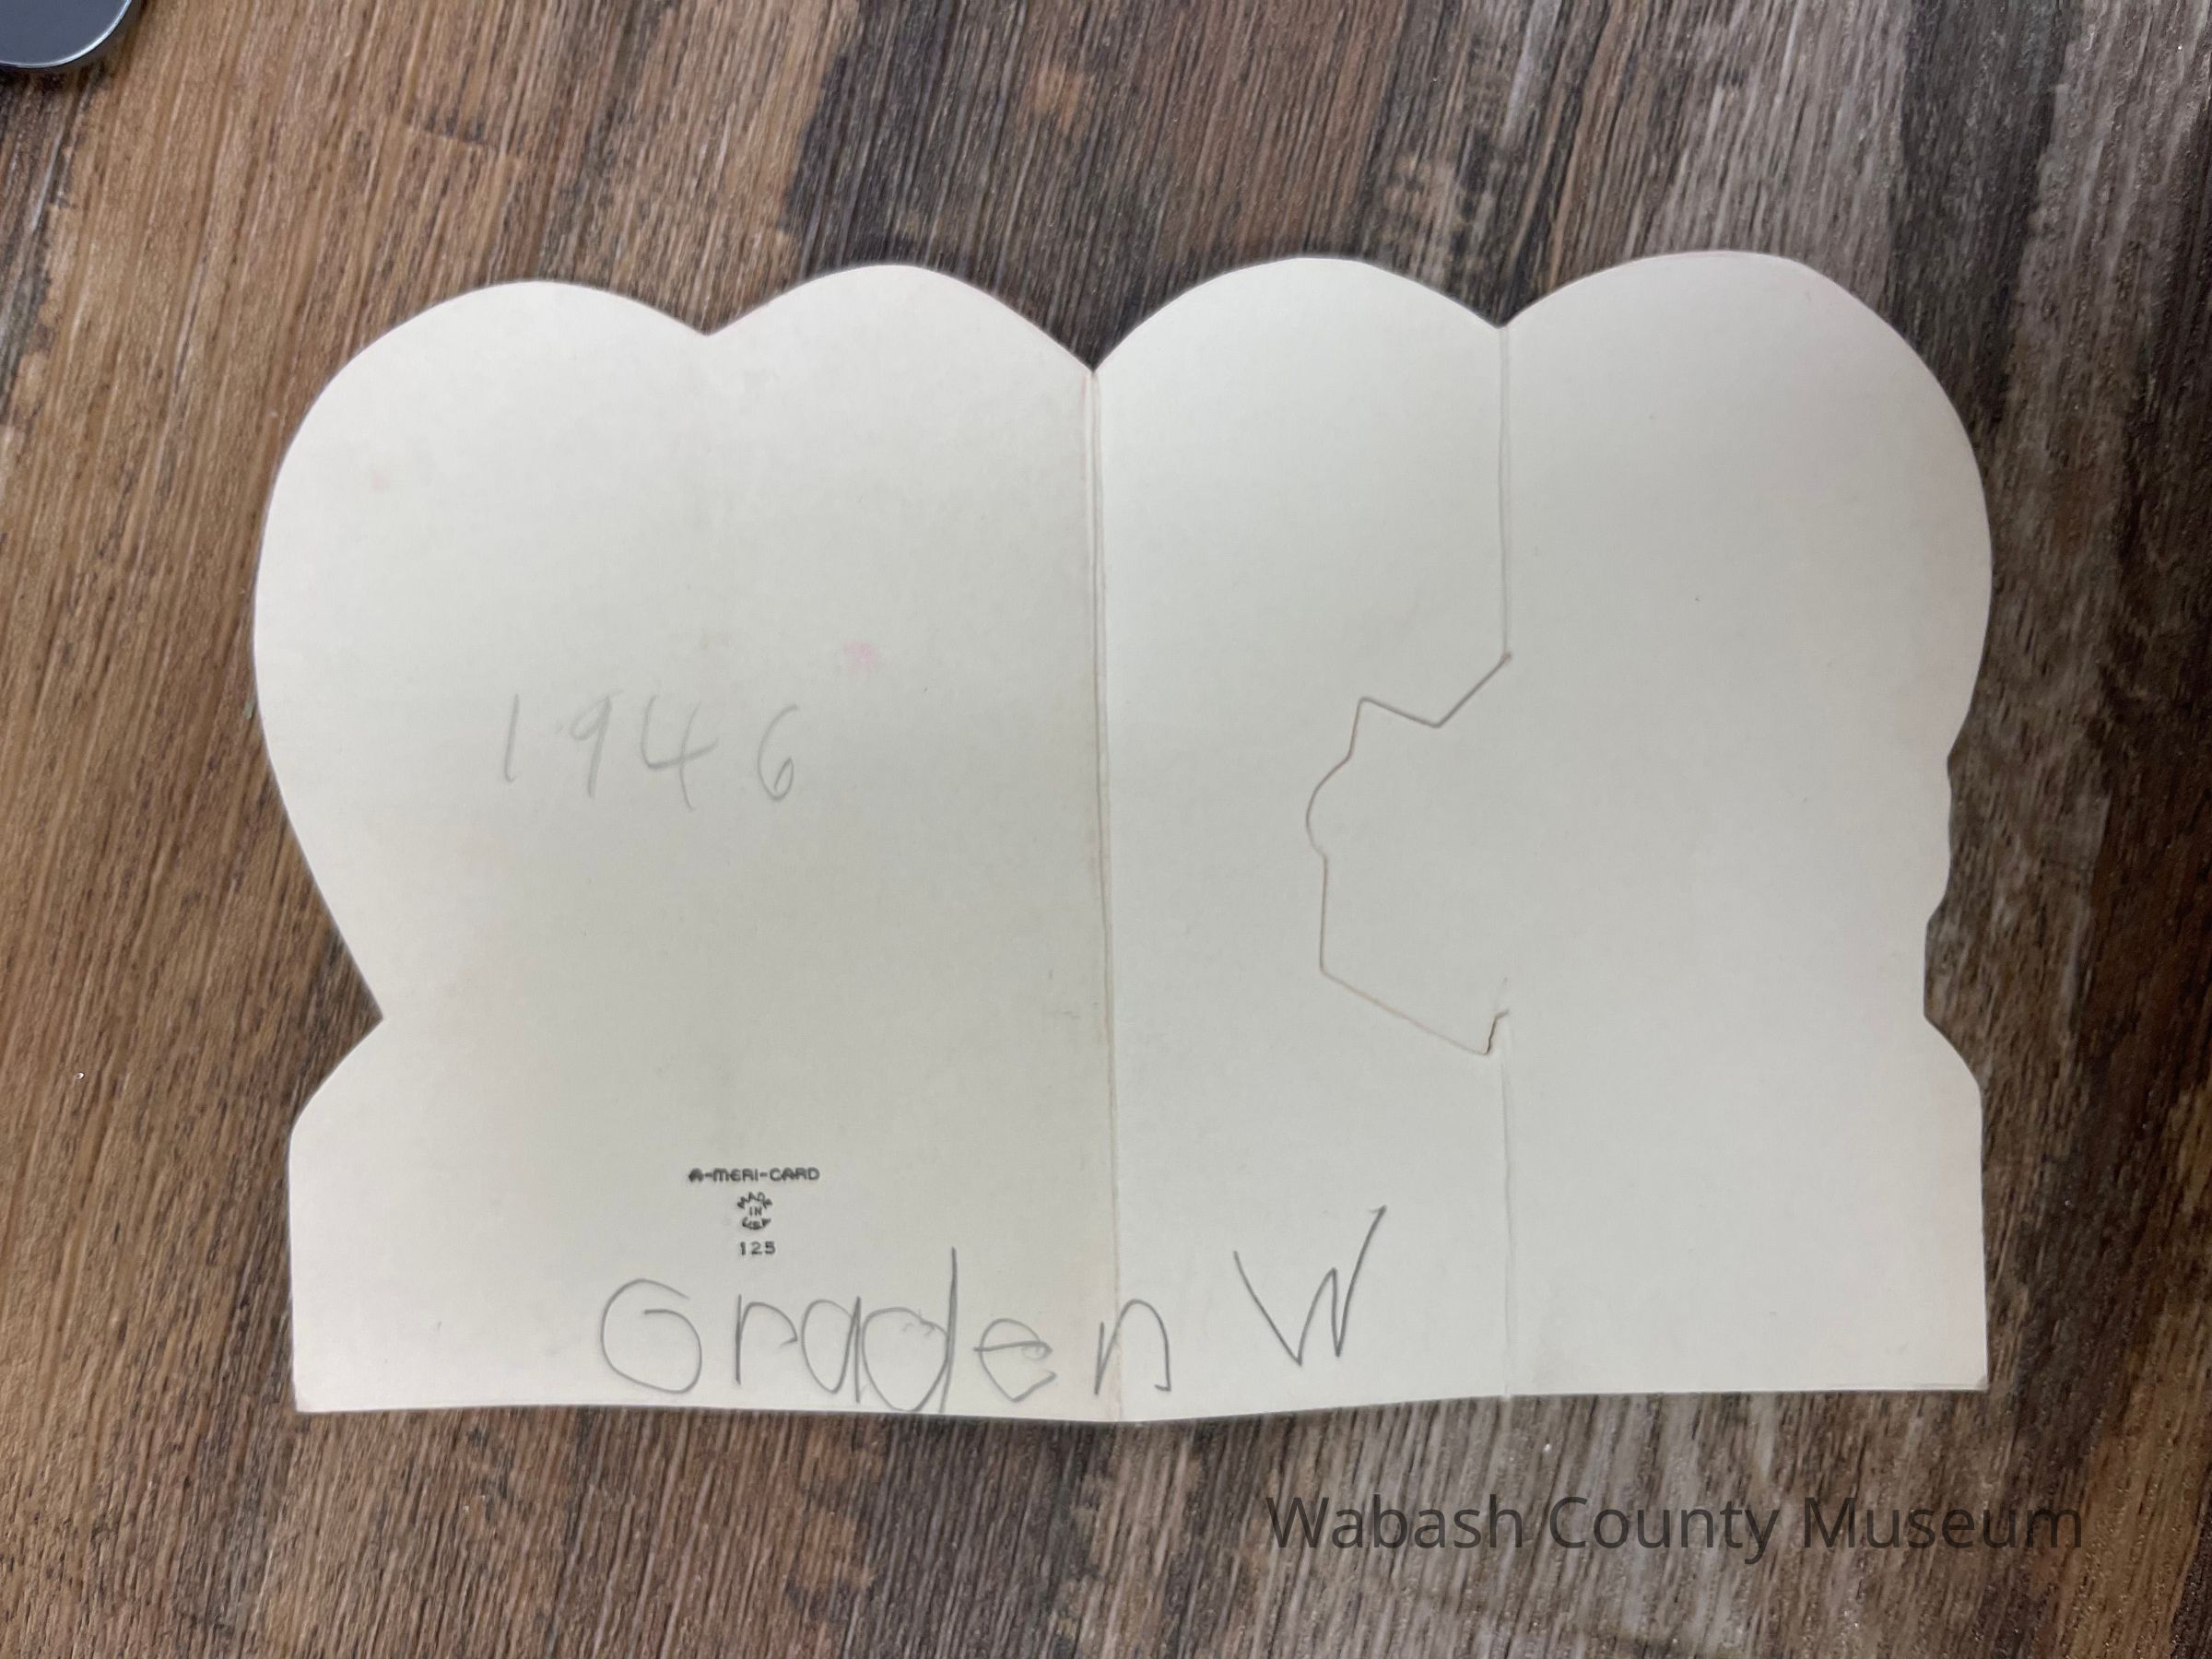 1946
A-MERI-CARD
MADE
IN
USA
125
Graden W
Wabash County Museum